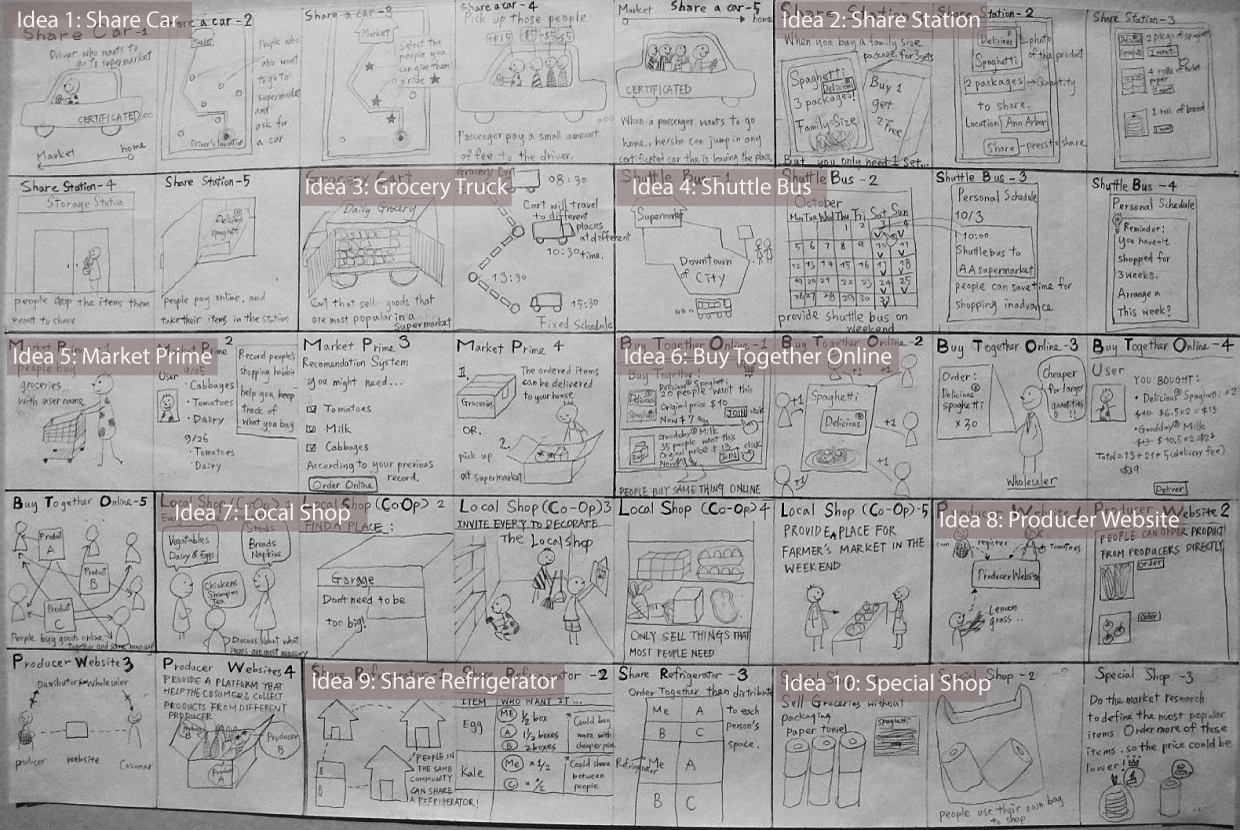 Idea 1: Share Car
Share Car-1
Driver who wants to
go to supermarket
CERTIFICATED
Market
home
Share a car-2
Market
People who
also want
to go to
supermarket
and
ask for
a car
Driver's location
Share a car-3
Market
Select the
people you
can give them
a ride
Share a car-4
Pick up those people
+$15 -$5 -$5 -$5
Passenger pay a small amount
of fee to the driver.
Share a car-5
Market
home
CERTIFICATED
When a passenger wants to go
home, he/she can jump in any
certificated car that is leaving the place
Idea 2: Share Station
When you buy a family size
package for 3 sets
Spaghetti
Delicious
3 packages!
Family Size
Buy 1
get
2 Free
But, you only need 1 set...
Station-2
Delicious
Spaghetti
photo
of the product
2 packages
Quantity
to share.
Location Ann Arbor
Share
press to share
Share Station-3
2 pkgs of spaghetti
I want
4 rolls of toilet
paper
I want
1 roll of bread
I want
Share Station-4
Storage Station
people drop the items them
want to share
Share Station-5
Delicious
Spaghetti
people pay online, and
take their items in the station
Idea 3: Grocery Truck
Grocery Cart
Daily Grocery
Cart that sell goods that
are most popular in a
supermarket
Grocery Cart
08:30
Cart will travel
to different
places
at different
time.
10:30
13:30
15:30
Fixed Schedule
Idea 4: Shuttle Bus
Shuttle Bus-1
Supermarket
Downtown
of City
Shuttle Bus-2
October
Mon Tue Wed Thu Fri Sat Sun
1 2 3 4
5 6 7 8 9 10 11
12 13 14 15 16 17 18
19 20 21 22 23 24 25
26 27 28 29 30
provide shuttle bus on
weekend
Shuttle Bus-3
Personal Schedule
10/3
10:00
Shuttle bus to
AA supermarket
people can save time for
shopping in advance
Shuttle Bus-4
Personal Schedule
Reminder:
You haven't
shopped for
3 weeks.
Arrange a
This week?
Idea 5: Market Prime
people buy
groceries
with user name
2
User
9/05
· Cabbages
· Tomatoes
· Dairy
9/26
· Tomatoes
· Dairy
Record people's
shopping habbit
help you keep
track of
what you buy
Market Prime 3
Recomendation System
you might need...
Tomatoes
Milk
Cabbages
According to your previous
record.
Order Online
Market Prime 4
1.
Groceries
The ordered items
can be delivered
to your house
OR.
2.
pick up
at supermarket
Idea 6: Buy Together Online
Buy Together Online-1
Buy Together!
Delicious Spaghetti
20 people want this
JOIN
Goodday Milk
35 people want this
JOIN
PEOPLE BUY SAME THING ONLINE
Buy Together Online-2
+1
Spaghetti
Delicious
+1
+1
+1
Buy Together Online-3
Order:
Delicious
Spaghetti
x30
Cheaper
for larger
quantities
!!
Wholesaler
Buy Together Online-4
User
YOU BOUGHT:
· Delicious Spaghetti x2
$6.5x2=$13
· Goodday Milk
$10.5x2=$21
Total=13+21+5(delivery fee)
$39
Deliver
Buy Together Online-5
Product
A
Product
B
Product
C
People buy goods online
together and save money
Idea 7: Local Shop
Local Shop (Co-Op)
Vegatables
Dairy & Eggs
Steaks
Breads
Napkins
Chickens
Shampoo
Tea
Discuss about what
items are most necessary
Local Shop (Co-Op) 2
FIND A PLACE:
Garage
Don't need to be
too big!
Local Shop (Co-Op) 3
INVITE EVERY TO DECORATE
The Local Shop
Local Shop (Co-Op) 4
ONLY SELL THINGS THAT
MOST PEOPLE NEED
Local Shop (Co-Op)-5
PROVIDE A PLACE FOR
FARMER'S MARKET IN THE
WEEKEND
Idea 8: Producer Website
Producer Website 1
Corn
register
Tomatoes
Producer Website
Lemon
grass..
Producer Website 2
PEOPLE CAN ORDER PRODUCT
FROM PRODUCERS DIRECTLY
Order
Order
Producer Website 3
Distributor
Wholesaler
producer
website
Cosumer
Producer Websites 4
PROVIDE A PLATFORM THAT
HELP THE COSUMERS COLLECT
PRODUCTS FROM DIFFERENT
PRODUCER
Producer
B
Product
A
Idea 9: Share Refrigerator
Share Refrigerator-1
PEOPLE IN
THE SAME
COMMUNITY
CAN SHARE
A REFRIGERATOR!
Share Refrigerator-2
ITEM
WHO WANT IT...
Egg
Me ½ box
A 1½ boxes
B 2 boxes
Could buy
more with
cheaper price
Kale
Me x ½
C x ½
Could share
between
people
Share Refrigerator-3
Order Together then distribute
to each
person's
space.
Me A
B C
Refrigerator
Me A
B C
Idea 10: Special Shop
Sell Groceries without
packaging
Paper towel
Spaghetti
Special Shop-2
people use their own bag
to shop
Special Shop-3
Do the market research
to define the most popular
items. Order more of those
items, so the price could be
lower!